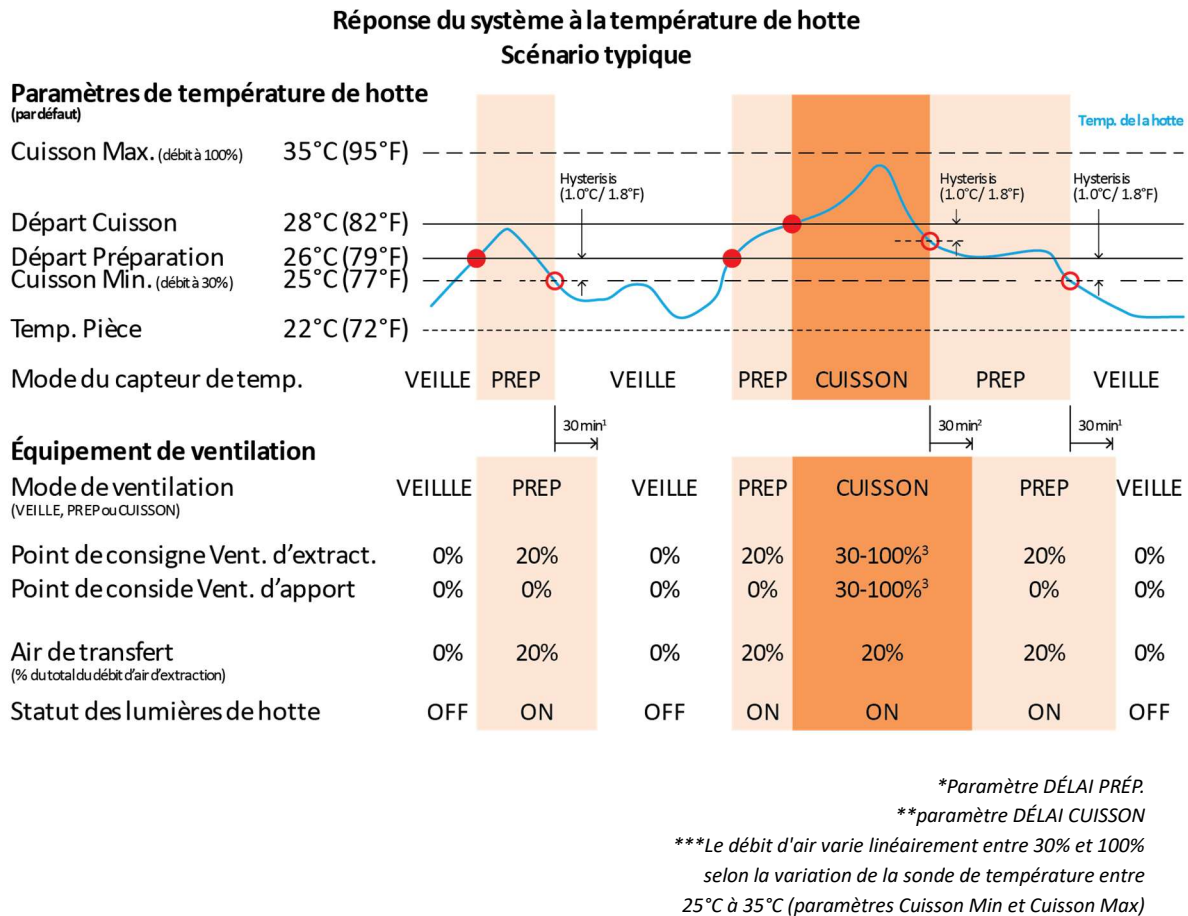 Réponse du système à la température de hotte
Scénario typique
Paramètres de température de hotte
(par défaut)
Temp. de la hotte
Cuisson Max. (débit à 100%) 35°C (95°F)
Hysterisis
(1.0°C/ 1.8°F)
Hysterisis
(1.0°C/ 1.8°F)
Hysterisis
(1.0°C/ 1.8°F)
Départ Cuisson 28°C (82°F)
Départ Préparation 26°C (79°F)
Cuisson Min. (débit à 30%) 25°C (77°F)
Temp. Pièce 22°C (72°F)
Mode du capteur de temp. VEILLE PREP VEILLE PREP CUISSON PREP VEILLE
30 min¹ 30 min² 30 min¹
Équipement de ventilation
Mode de ventilation VEILLLE PREP VEILLE PREP CUISSON PREP VEILLE
(VEILLE, PREP ou CUISSON)
Point de consigne Vent. d'extract. 0% 20% 0% 20% 30-100%³ 20% 0%
Point de conside Vent. d'apport 0% 0% 0% 0% 30-100%³ 0% 0%
Air de transfert 0% 20% 0% 20% 20% 20% 0%
(% du total du débit d'air d'extraction)
Statut des lumières de hotte OFF ON OFF ON ON ON OFF
*Paramètre DÉLAI PRÉP.
**paramètre DÉLAI CUISSON
***Le débit d'air varie linéairement entre 30% et 100%
selon la variation de la sonde de température entre
25°C à 35°C (paramètres Cuisson Min et Cuisson Max)